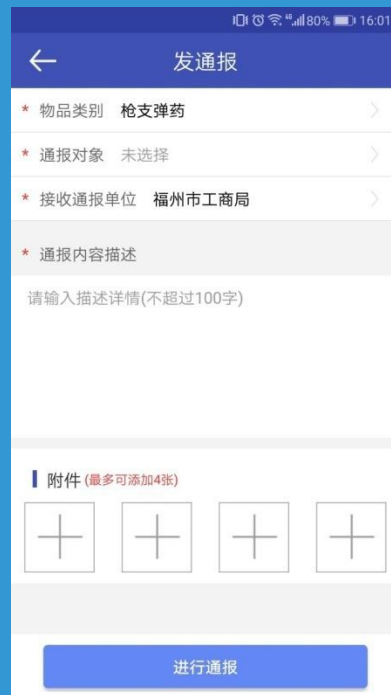 80% 16:01
发通报
* 物品类别 枪支弹药
* 通报对象 未选择
* 接收通报单位 福州市工商局
* 通报内容描述
请输入描述详情(不超过100字)
附件(最多可添加4张)
进行通报